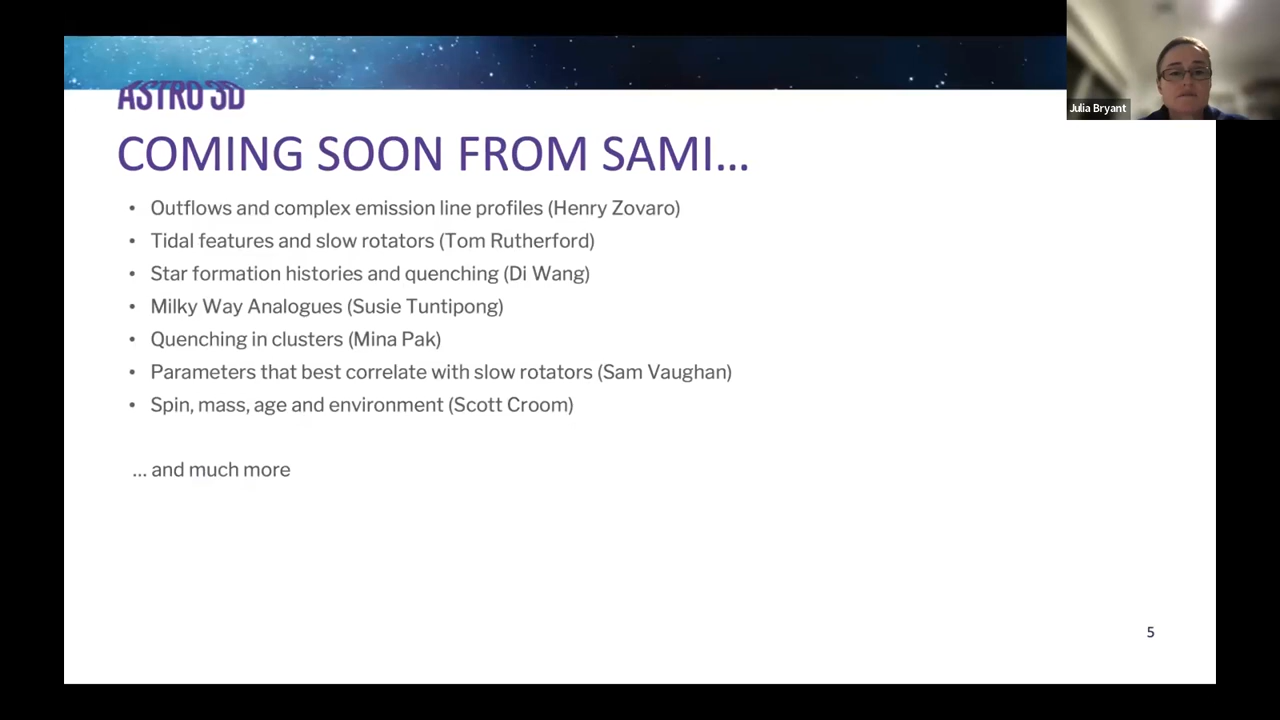 ASTRO 3D
Julia Bryant
COMING SOON FROM SAMI...
• Outflows and complex emission line profiles (Henry Zovaro)
• Tidal features and slow rotators (Tom Rutherford)
• Star formation histories and quenching (Di Wang)
• Milky Way Analogues (Susie Tuntipong)
• Quenching in clusters (Mina Pak)
• Parameters that best correlate with slow rotators (Sam Vaughan)
• Spin, mass, age and environment (Scott Croom)
... and much more
5